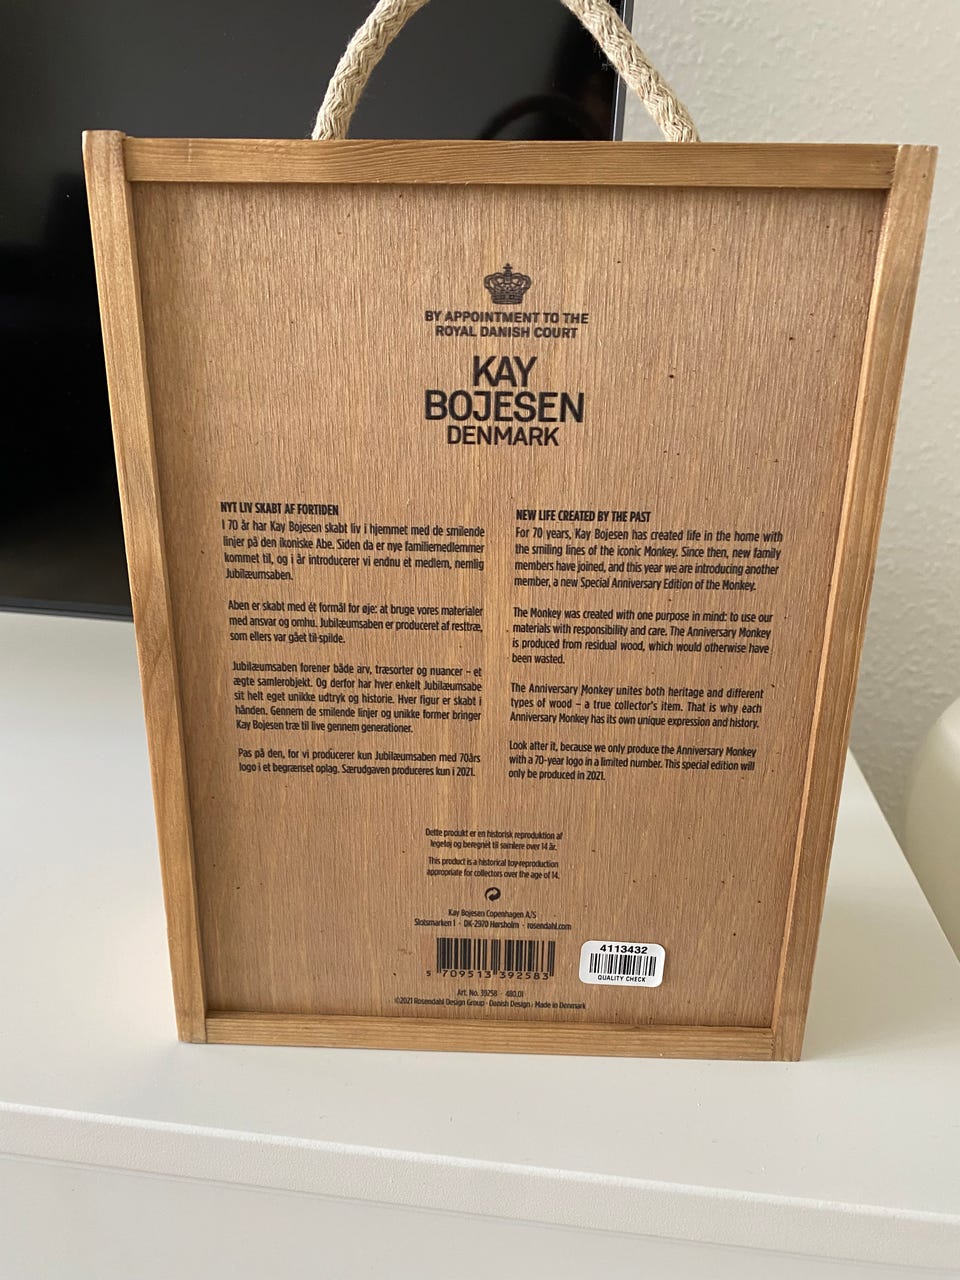 BY APPOINTMENT TO THE
ROYAL DANISH COURT
KAY
BOJESEN
DENMARK
NYT LIV SKABT AF FORTIDEN
I 70 år har Kay Bojesen skabt liv i hjemmet med de smilende
linjer på den ikoniske Abe. Siden da er nye familiemedlemmer
kommet til, og i år introducerer vi endnu et medlem, nemlig
Jubilæumsaben.
Aben er skabt med ét formål for øje: at bruge vores materialer
med ansvar og omhu. Jubilæumsaben er produceret af resttræ,
som ellers var gået til spilde.
Jubilæumsaben forener både arv, træsorter og nuancer – et
ægte samlerobjekt. Og derfor har hver enkelt Jubilæumsabe
sit helt eget unikke udtryk og historie. Hver figur er skabt i
hånden. Gennem de smilende linjer og unikke former bringer
Kay Bojesen træ til live gennem generationer.
Pas på den, for vi producerer kun Jubilæumsaben med 70års
logo i et begrænset oplag. Særudgaven produceres kun i 2021.
NEW LIFE CREATED BY THE PAST
For 70 years, Kay Bojesen has created life in the home with
the smiling lines of the iconic Monkey. Since then, new family
members have joined, and this year we are introducing another
member, a new Special Anniversary Edition of the Monkey.
The Monkey was created with one purpose in mind: to use our
materials with responsibility and care. The Anniversary Monkey
is produced from residual wood, which would otherwise have
been wasted.
The Anniversary Monkey unites both heritage and different
types of wood – a true collector's item. That is why each
Anniversary Monkey has its own unique expression and history.
Look after it, because we only produce the Anniversary Monkey
with a 70-year logo in a limited number. This special edition will
only be produced in 2021.
Dette produkt er en historisk reproduktion af
legetøj og beregnet til samlere over 14 år.
This product is a historical toy reproduction
appropriate for collectors over the age of 14.
Kay Bojesen Copenhagen A/S
Slotsmarken 1 · DK-2970 Hørsholm · rosendahl.com
5 709513 392583
4113432
QUALITY CHECK
Art. No. 39258 · 480.01
©2021 Rosendahl Design Group · Danish Design · Made in Denmark